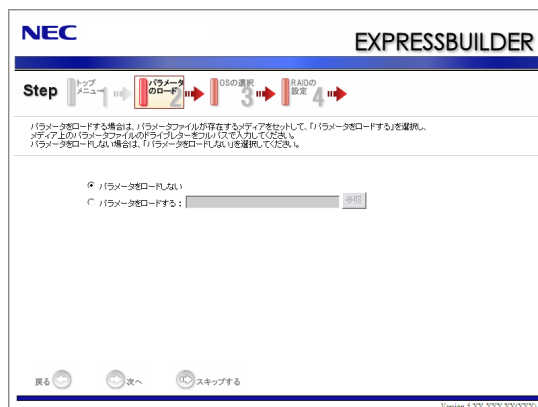 NEC
EXPRESSBUILDER
Step
トップ
メニュー 1
パラメータ
のロード 2
OSの選択
3
RAIDの
設定 4
パラメータをロードする場合は、パラメータファイルが存在するメディアをセットして、「パラメータをロードする」を選択し、
メディア上のパラメータファイルのドライブレターをフルパスで入力してください。
パラメータをロードしない場合は、「パラメータをロードしない」を選択してください。
パラメータをロードしない
パラメータをロードする： 参照
戻る 次へ スキップする
Version 5.XX-XXX.XX(XXX)